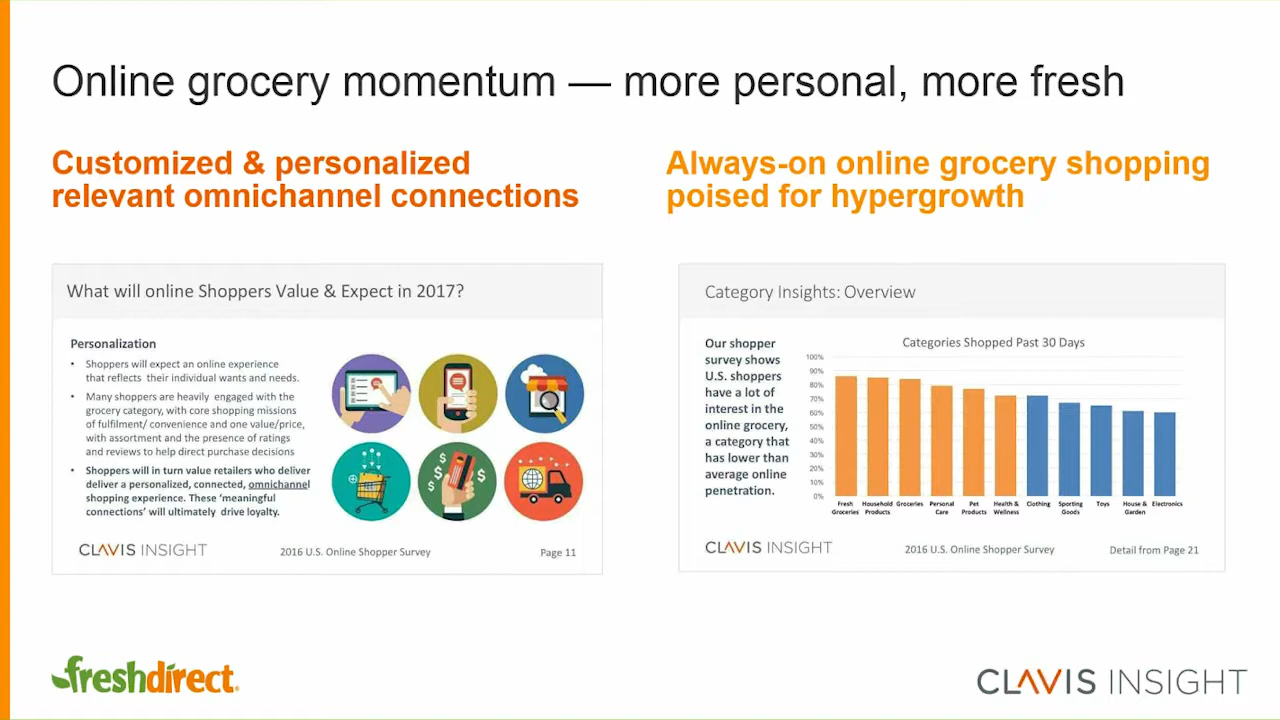 Online grocery momentum — more personal, more fresh
Customized & personalized
relevant omnichannel connections
What will online Shoppers Value & Expect in 2017?
Personalization
• Shoppers will expect an online experience
that reflects their individual wants and needs.
• Many shoppers are heavily engaged with the
grocery category, with core shopping missions
of fulfilment/ convenience and one value/price,
with assortment and the presence of ratings
and reviews to help direct purchase decisions
• Shoppers will in turn value retailers who deliver
deliver a personalized, connected, omnichannel
shopping experience. These ‘meaningful
connections’ will ultimately drive loyalty.
CLAVIS INSIGHT
2016 U.S. Online Shopper Survey
Page 11
Always-on online grocery shopping
poised for hypergrowth
Category Insights: Overview
Our shopper
survey shows
U.S. shoppers
have a lot of
interest in the
online grocery,
a category that
has lower than
average online
penetration.
Categories Shopped Past 30 Days
100%
90%
80%
70%
60%
50%
40%
30%
20%
10%
0%
Fresh Groceries
Household Products
Groceries
Personal Care
Pet Products
Health & Wellness
Clothing
Sporting Goods
Toys
House & Garden
Electronics
CLAVIS INSIGHT
2016 U.S. Online Shopper Survey
Detail from Page 21
freshdirect
CLAVIS INSIGHT